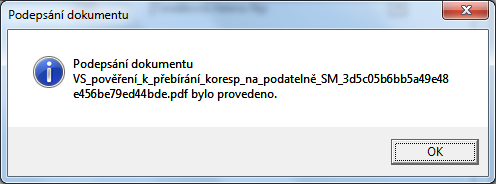 Podepsání dokumentu
Podepsání dokumentu
VS_pověření_k_přebírání_koresp_na_podatelně_SM_3d5c05b6bb5a49e48
e456be79ed44bde.pdf bylo provedeno.
OK